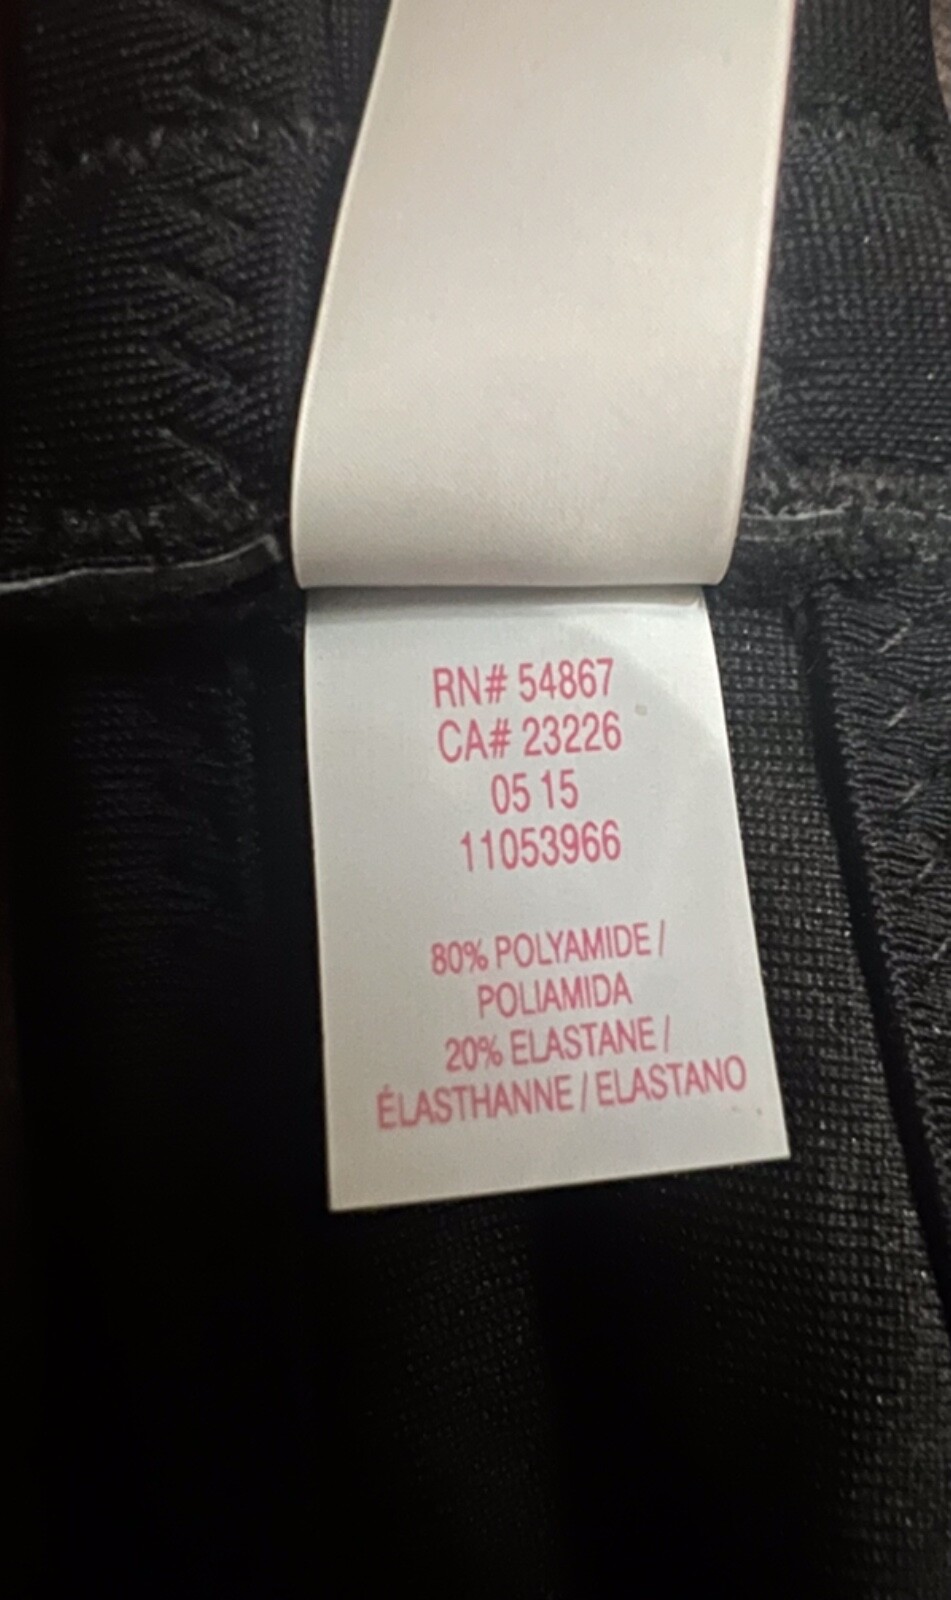 RN# 54867
CA# 23226
05 15
11053966
80% POLYAMIDE /
POLIAMIDA
20% ELASTANE /
ÉLASTHANNE / ELASTANO